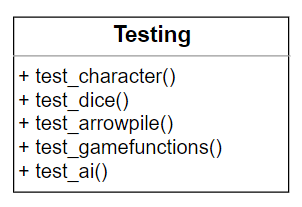 Testing
+ test_character()
+ test_dice()
+ test_arrowpile()
+ test_gamefunctions()
+ test_ai()